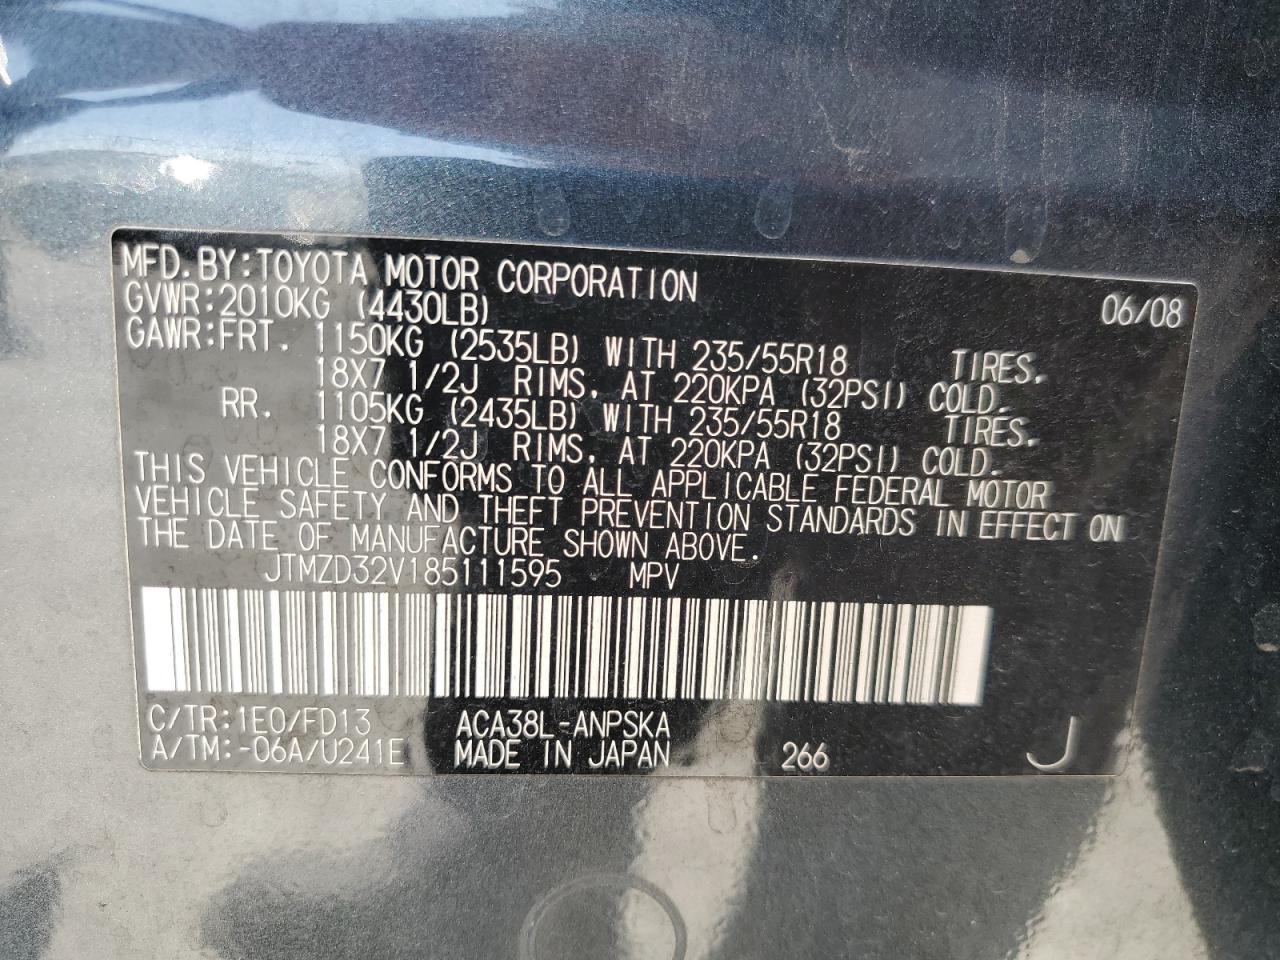 MFD.BY:TOYOTA MOTOR CORPORATION 06/08
GVWR:2010KG (4430LB)
GAWR:FRT. 1150KG (2535LB) WITH 235/55R18 TIRES.
18X7 1/2J RIMS, AT 220KPA (32PSI) COLD.
RR. 1105KG (2435LB) WITH 235/55R18 TIRES.
18X7 1/2J RIMS, AT 220KPA (32PSI) COLD.
THIS VEHICLE CONFORMS TO ALL APPLICABLE FEDERAL MOTOR
VEHICLE SAFETY AND THEFT PREVENTION STANDARDS IN EFFECT ON
THE DATE OF MANUFACTURE SHOWN ABOVE.
JTMZD32V185111595 MPV
C/TR:1E0/FD13 ACA38L-ANPSKA
A/TM:-06A/U241E MADE IN JAPAN 266 J